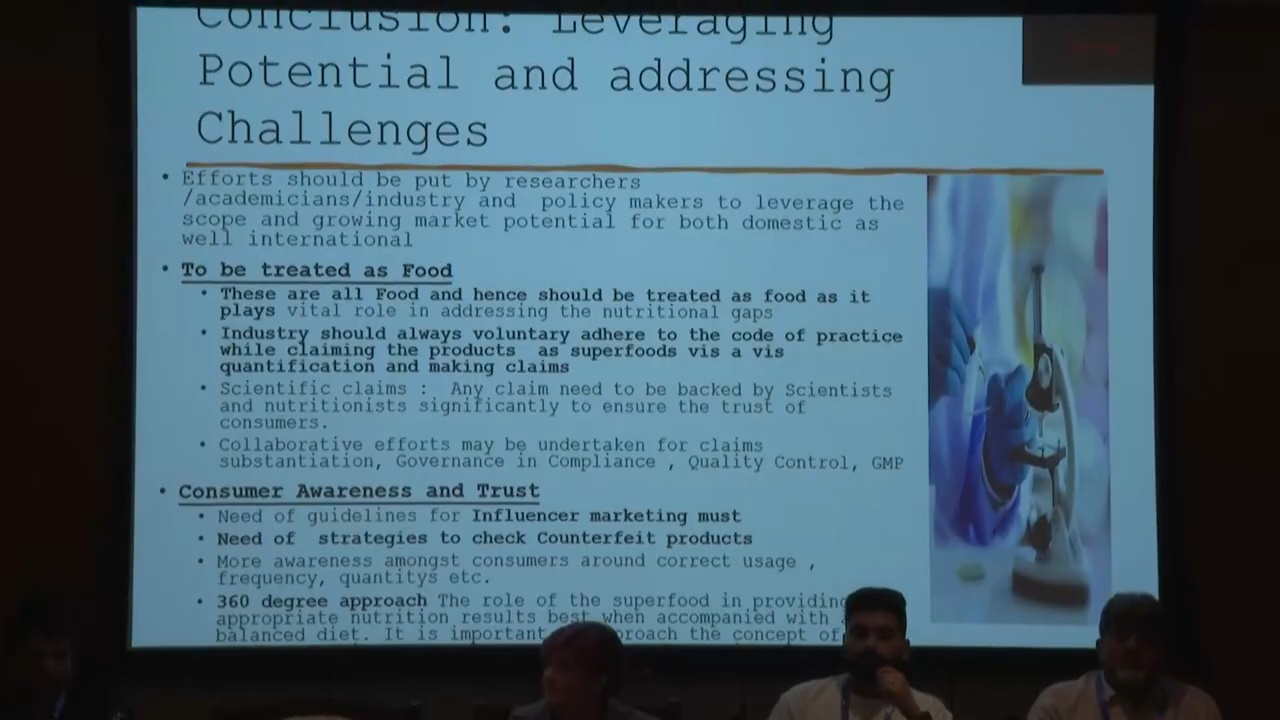 Conclusion: Leveraging
Potential and addressing
Challenges
• Efforts should be put by researchers
/academicians/industry and policy makers to leverage the
scope and growing market potential for both domestic as
well international
• To be treated as Food
• These are all Food and hence should be treated as food as it
plays vital role in addressing the nutritional gaps
• Industry should always voluntary adhere to the code of practice
while claiming the products as superfoods vis a vis
quantification and making claims
• Scientific claims : Any claim need to be backed by Scientists
and nutritionists significantly to ensure the trust of
consumers.
• Collaborative efforts may be undertaken for claims
substantiation, Governance in Compliance , Quality Control, GMP
• Consumer Awareness and Trust
• Need of guidelines for Influencer marketing must
• Need of strategies to check Counterfeit products
• More awareness amongst consumers around correct usage ,
frequency, quantitys etc.
• 360 degree approach The role of the superfood in providing
appropriate nutrition results best when accompanied with
balanced diet. It is important the concept of